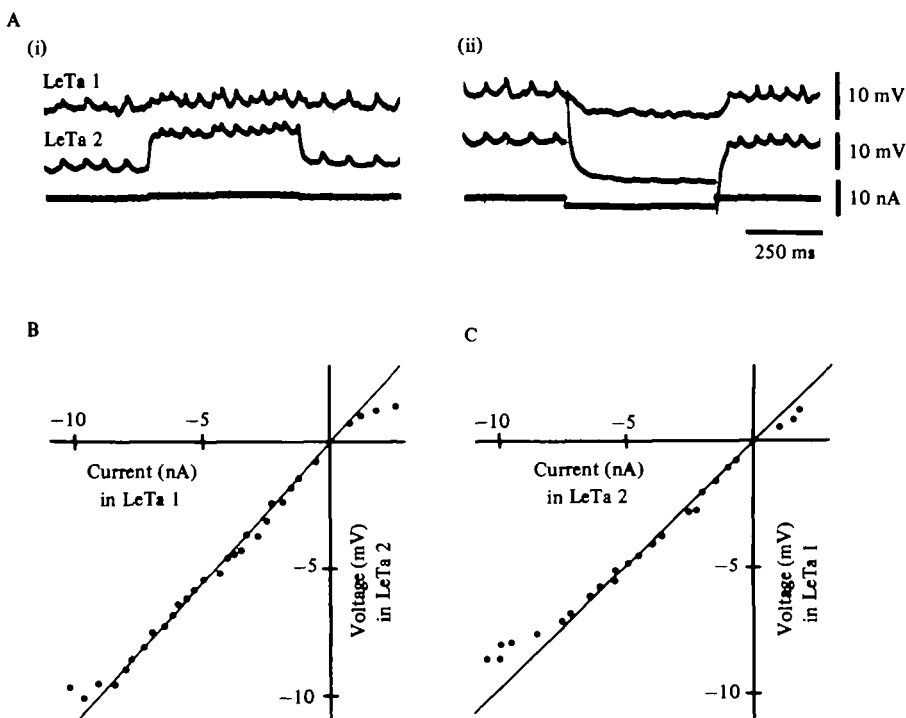 A
(i)
LeTa 1
LeTa 2
(ii)
10 mV
10 mV
10 nA
250 ms
B
−10
−5
Current (nA)
in LeTa 1
−5
Voltage (mV)
in LeTa 2
−10
C
−10
−5
Current (nA)
in LeTa 2
−5
Voltage (mV)
in LeTa 1
−10